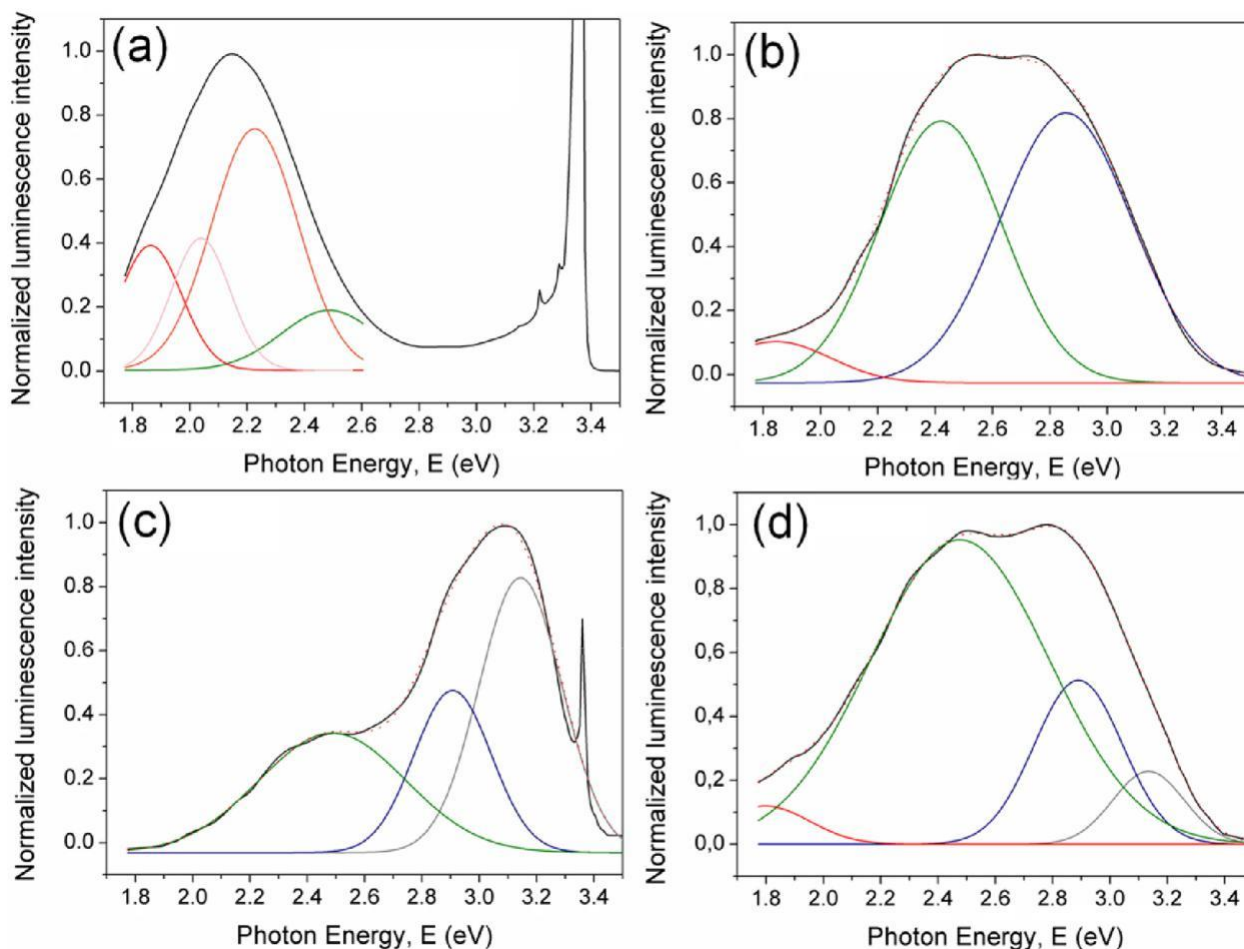 (a)
Normalized luminescence intensity
1.0
0.8
0.6
0.4
0.2
0.0
1.8 2.0 2.2 2.4 2.6 2.8 3.0 3.2 3.4
Photon Energy, E (eV)
(b)
Normalized luminescence intensity
1.0
0.8
0.6
0.4
0.2
0.0
1.8 2.0 2.2 2.4 2.6 2.8 3.0 3.2 3.4
Photon Energy, E (eV)
(c)
Normalized luminescence intensity
1.0
0.8
0.6
0.4
0.2
0.0
1.8 2.0 2.2 2.4 2.6 2.8 3.0 3.2 3.4
Photon Energy, E (eV)
(d)
Normalized luminescence intensity
1,0
0,8
0,6
0,4
0,2
0,0
1.8 2.0 2.2 2.4 2.6 2.8 3.0 3.2 3.4
Photon Energy, E (eV)